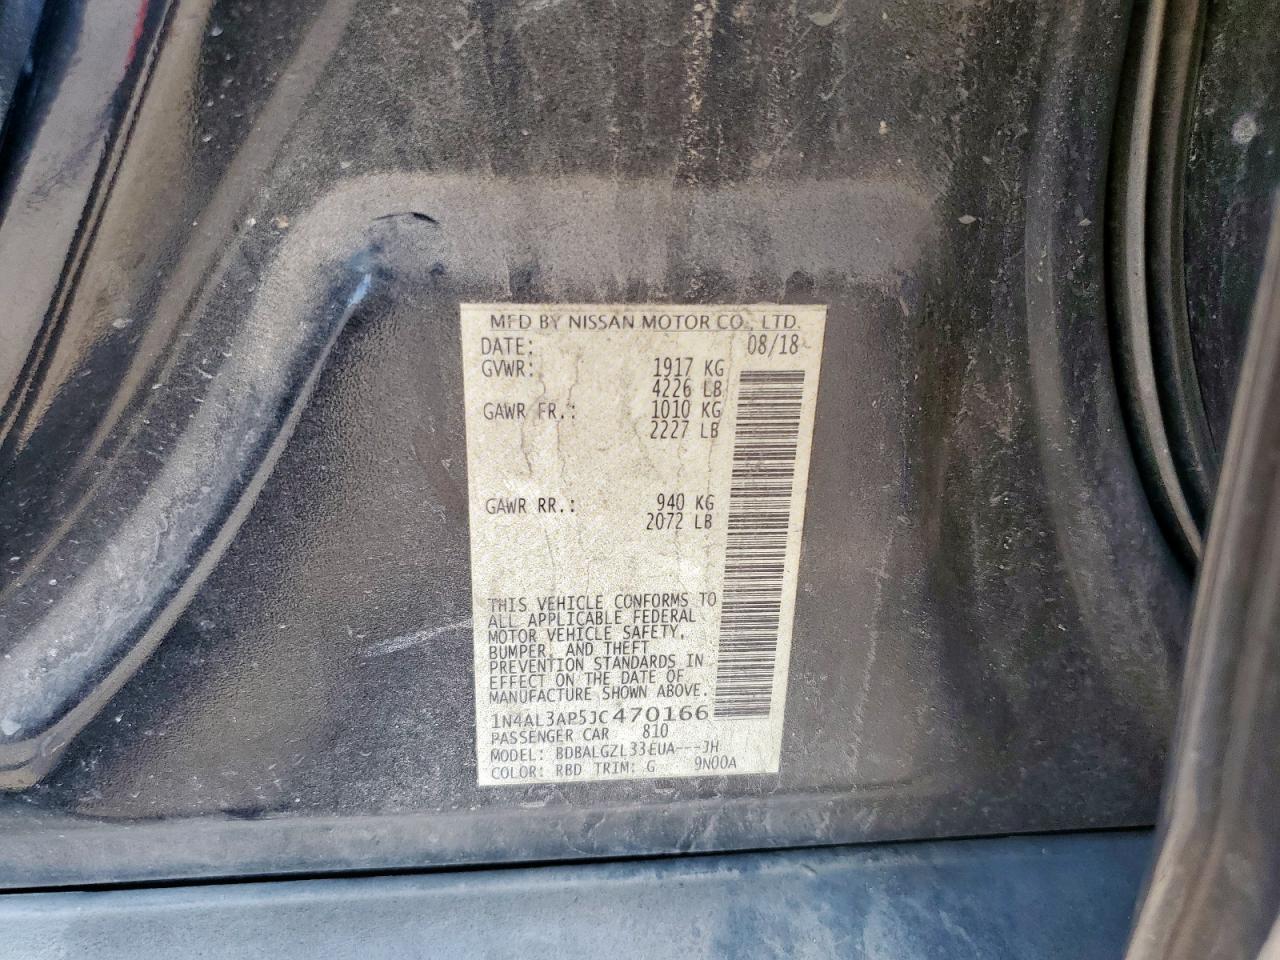 MFD BY NISSAN MOTOR CO., LTD.
DATE: 08/18
GVWR: 1917 KG
4226 LB
GAWR FR.: 1010 KG
2227 LB
GAWR RR.: 940 KG
2072 LB
THIS VEHICLE CONFORMS TO
ALL APPLICABLE FEDERAL
MOTOR VEHICLE SAFETY,
BUMPER, AND THEFT
PREVENTION STANDARDS IN
EFFECT ON THE DATE OF
MANUFACTURE SHOWN ABOVE.
1N4AL3AP5JC470166
PASSENGER CAR 810
MODEL: BDBALGZL33EUA---JH
COLOR: RBD TRIM: G 9N00A